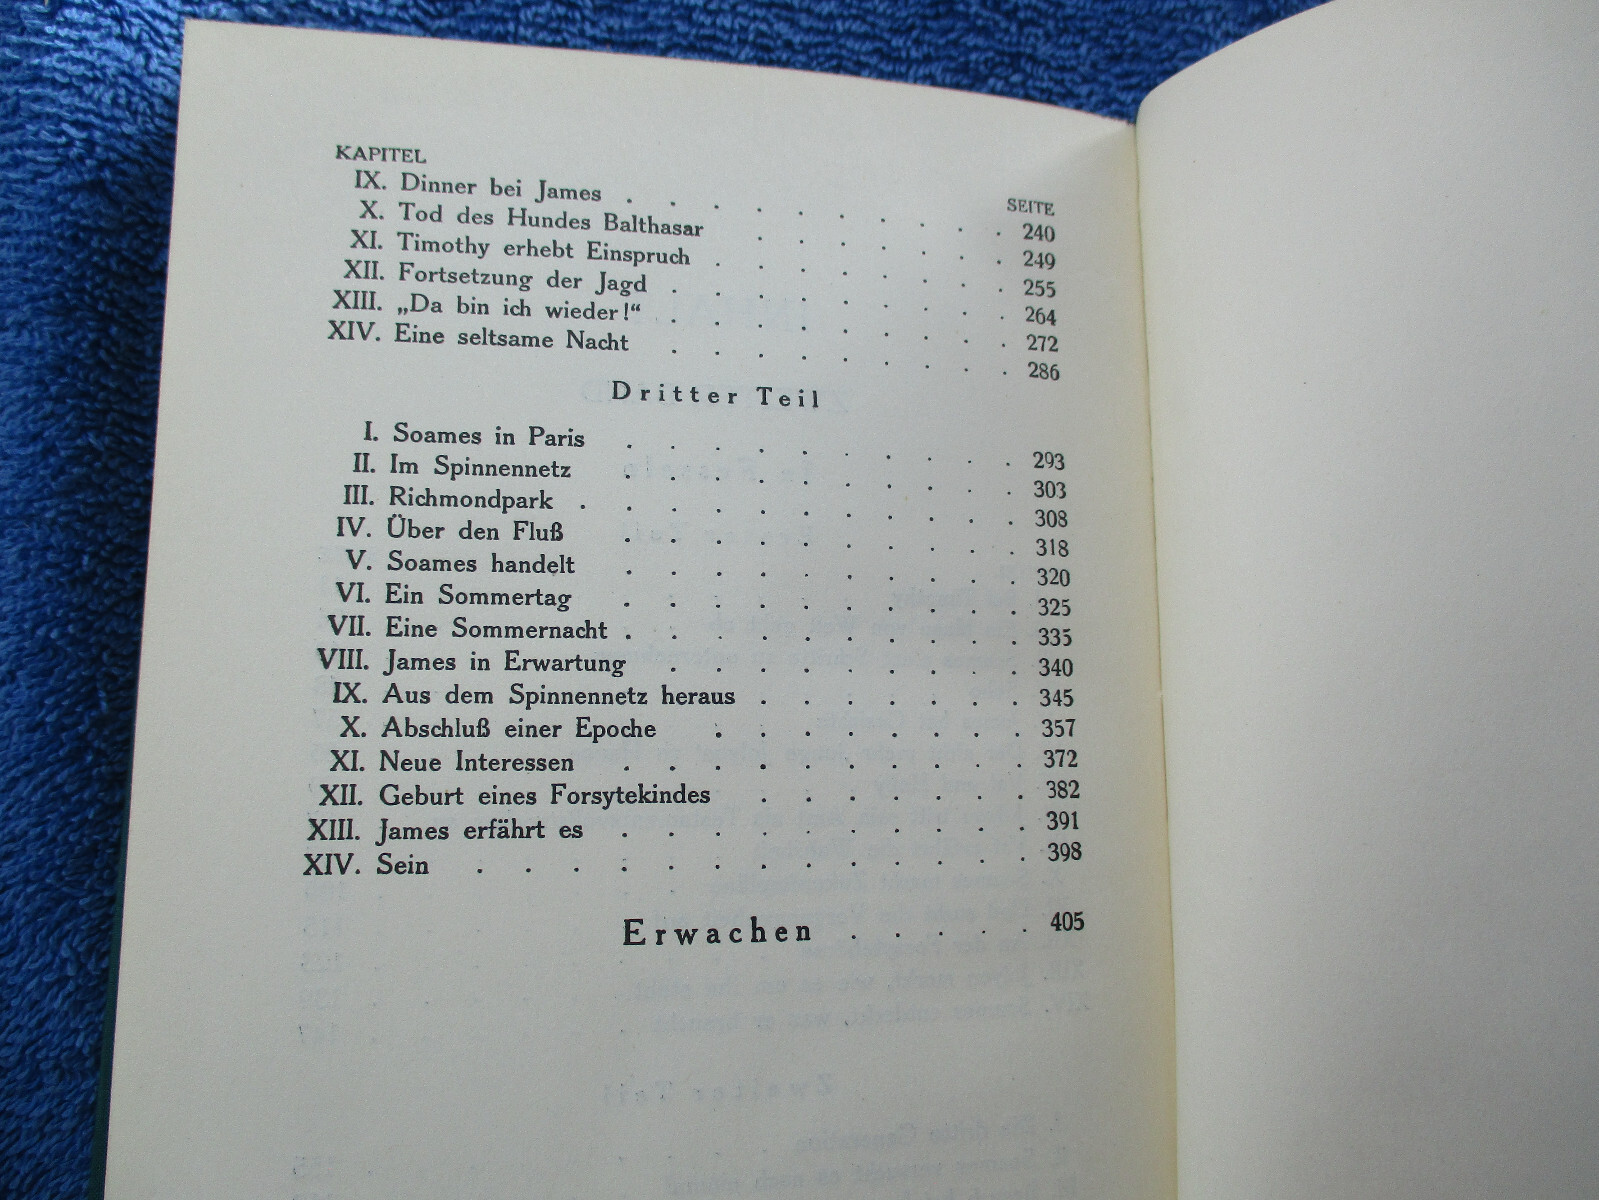 KAPITEL SEITE
IX. Dinner bei James . . . . . . . . . 240
X. Tod des Hundes Balthasar . . . . . . 249
XI. Timothy erhebt Einspruch . . . . . . . 255
XII. Fortsetzung der Jagd . . . . . . . . 264
XIII. „Da bin ich wieder!“ . . . . . . . . 272
XIV. Eine seltsame Nacht . . . . . . . . 286
Dritter Teil
I. Soames in Paris . . . . . . . . . 293
II. Im Spinnennetz . . . . . . . . . 303
III. Richmondpark . . . . . . . . . . 308
IV. Über den Fluß . . . . . . . . . 318
V. Soames handelt . . . . . . . . . 320
VI. Ein Sommertag . . . . . . . . . 325
VII. Eine Sommernacht . . . . . . . . . 335
VIII. James in Erwartung . . . . . . . . 340
IX. Aus dem Spinnennetz heraus . . . . . . 345
X. Abschluß einer Epoche . . . . . . . 357
XI. Neue Interessen . . . . . . . . . 372
XII. Geburt eines Forsytekindes . . . . . . 382
XIII. James erfährt es . . . . . . . . . 391
XIV. Sein . . . . . . . . . . . . 398
Erwachen . . . . . 405